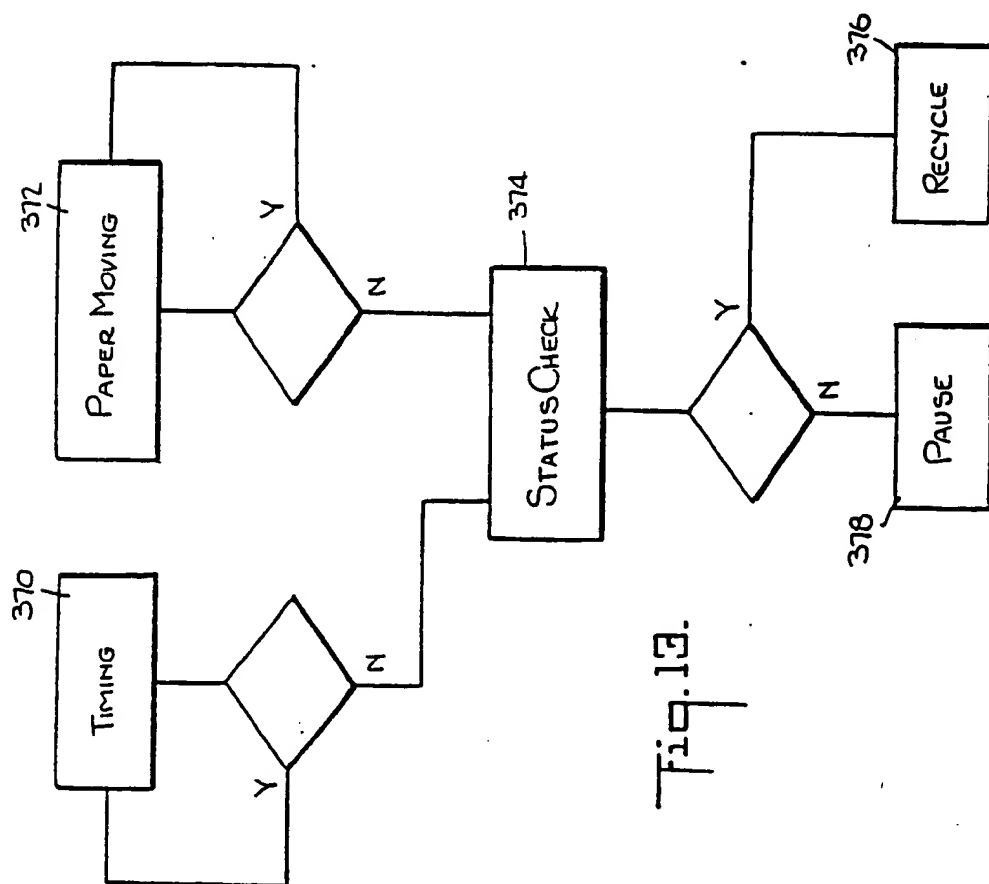 370
TIMING
Y
N
372
PAPER MOVING
Y
N
374
STATUS CHECK
Y
N
376
RECYCLE
378
PAUSE
Fig. 13.